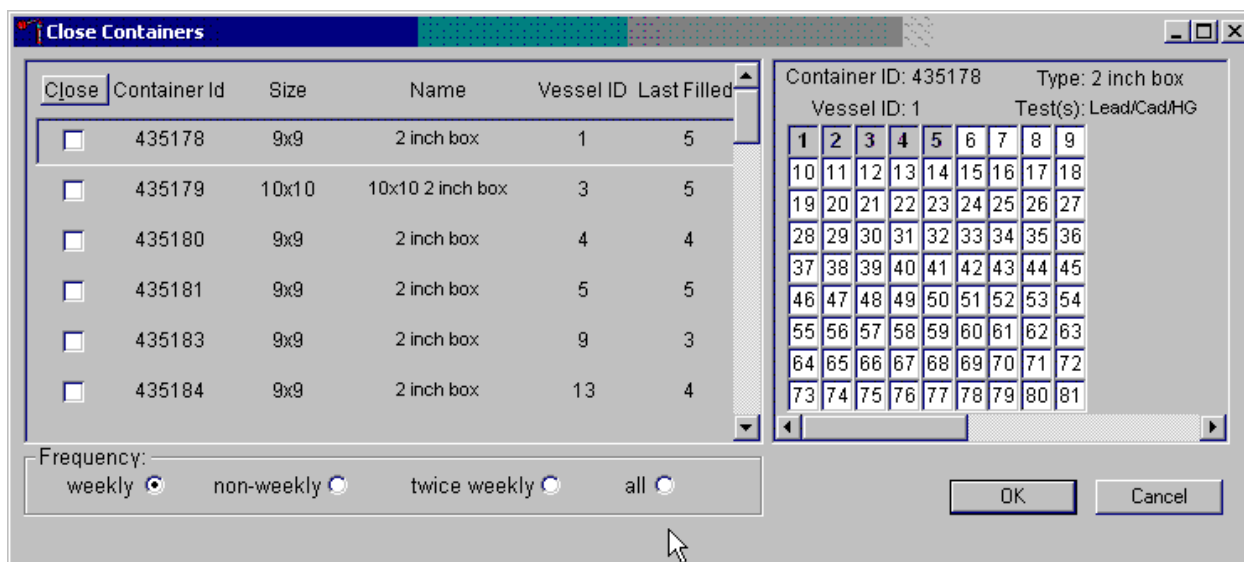 Close Containers
Close Container Id Size Name Vessel ID Last Filled
435178 9x9 2 inch box 1 5
435179 10x10 10x10 2 inch box 3 5
435180 9x9 2 inch box 4 4
435181 9x9 2 inch box 5 5
435183 9x9 2 inch box 9 3
435184 9x9 2 inch box 13 4
Container ID: 435178 Type: 2 inch box
Vessel ID: 1 Test(s): Lead/Cad/HG
1 2 3 4 5 6 7 8 9
10 11 12 13 14 15 16 17 18
19 20 21 22 23 24 25 26 27
28 29 30 31 32 33 34 35 36
37 38 39 40 41 42 43 44 45
46 47 48 49 50 51 52 53 54
55 56 57 58 59 60 61 62 63
64 65 66 67 68 69 70 71 72
73 74 75 76 77 78 79 80 81
Frequency:
weekly non-weekly twice weekly all
OK Cancel